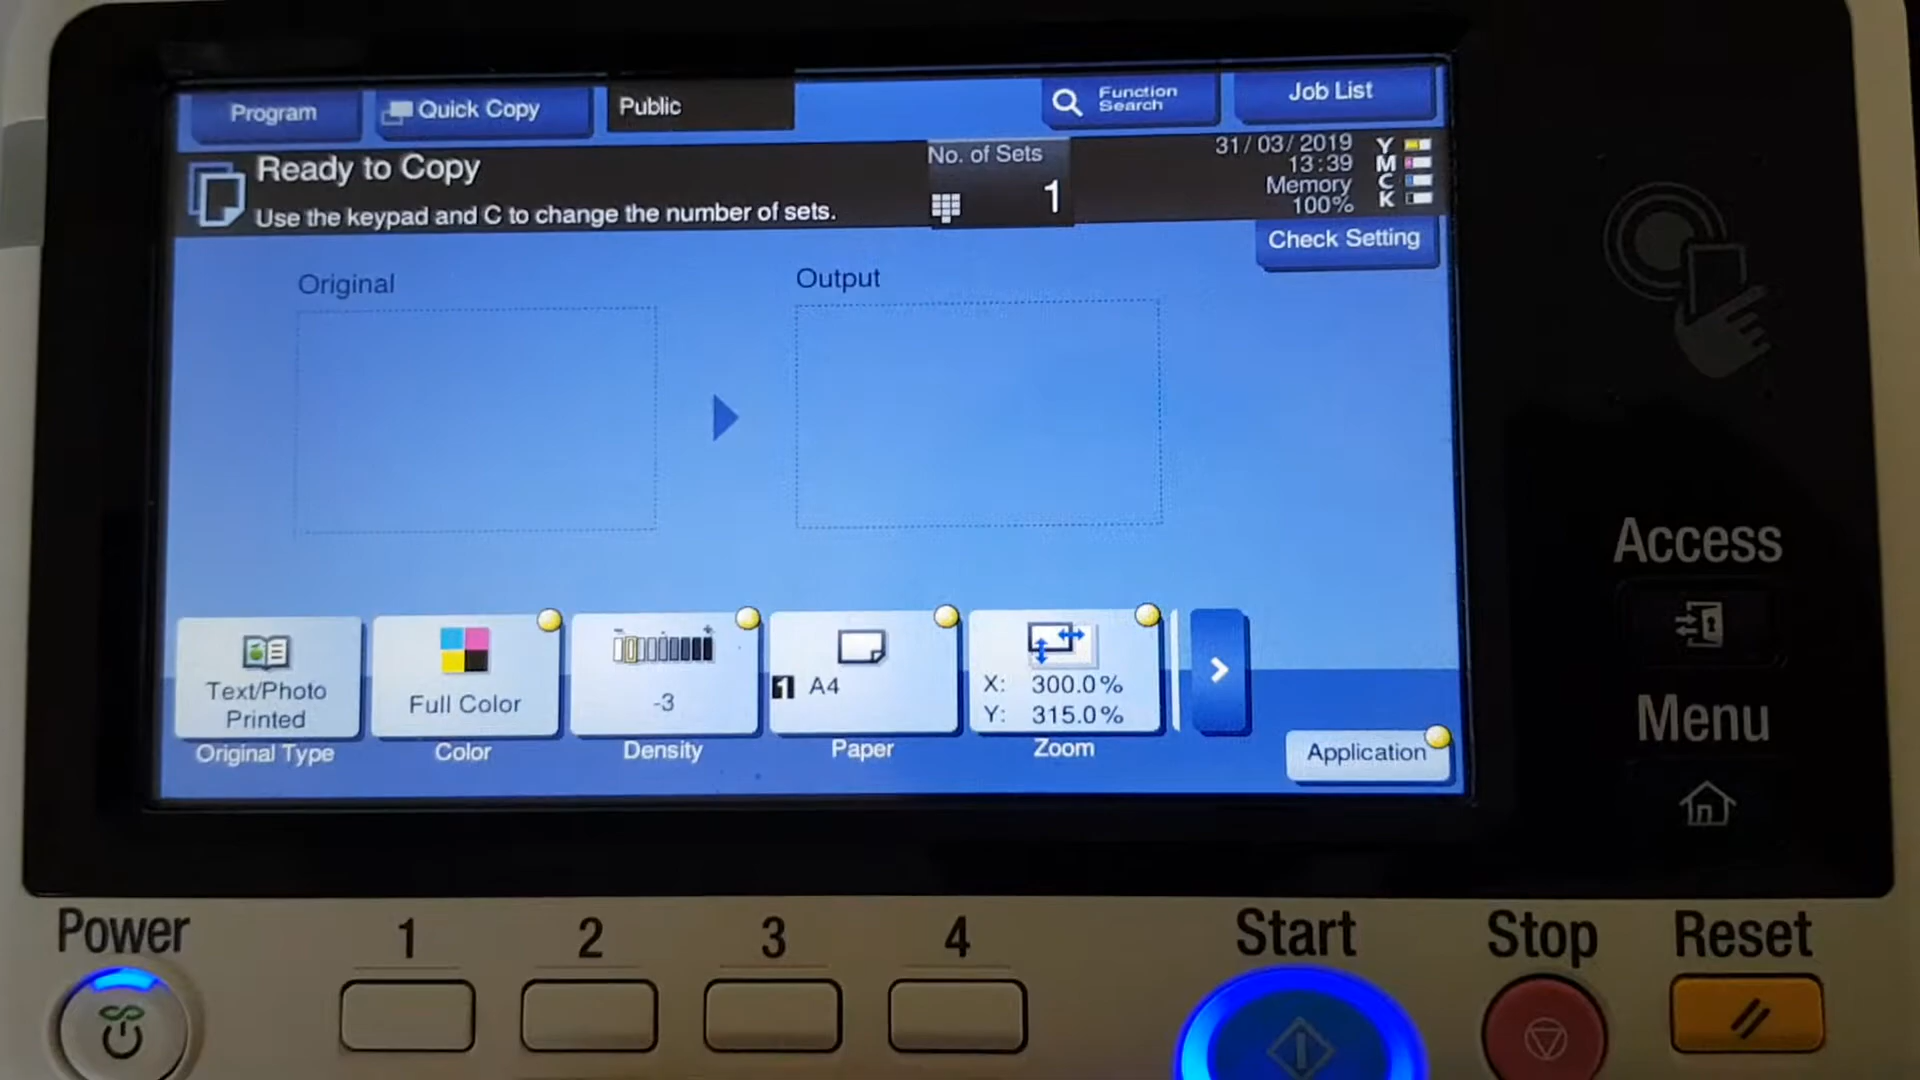 Program
Quick Copy
Public
Function
Search
Job List
Ready to Copy
Use the keypad and C to change the number of sets.
No. of Sets
1
31/03/2019
13:39
Memory
100%
Y
M
C
K
Check Setting
Original
Output
Text/Photo
Printed
Original Type
Full Color
Color
- +
-3
Density
1 A4
Paper
X: 300.0%
Y: 315.0%
Zoom
Application
Access
Menu
Power
1
2
3
4
Start
Stop
Reset